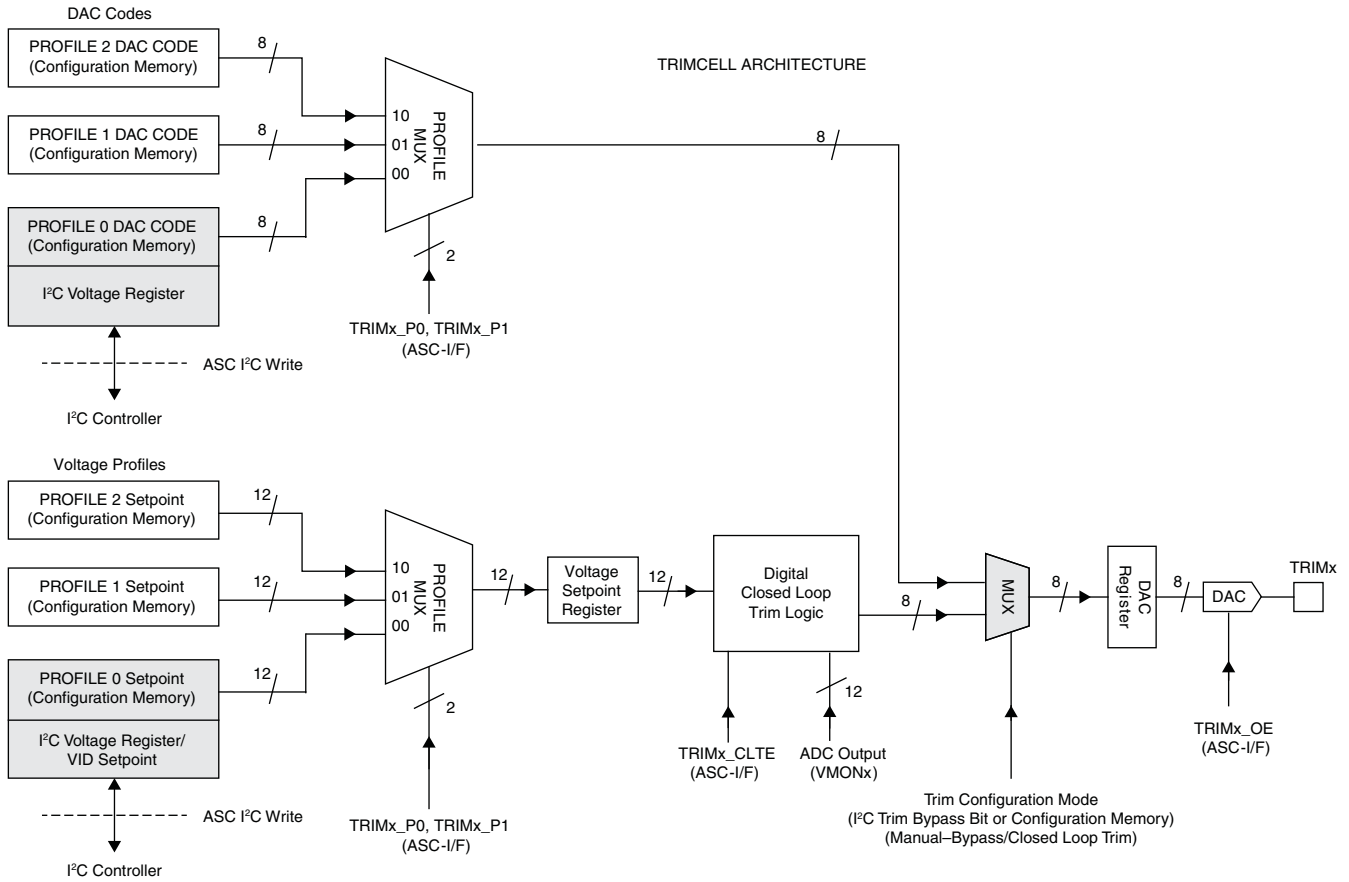 DAC Codes
PROFILE 2 DAC CODE
(Configuration Memory)
8
PROFILE 1 DAC CODE
(Configuration Memory)
8
PROFILE 0 DAC CODE
(Configuration Memory)
8
I²C Voltage Register
ASC I²C Write
I²C Controller
10
01
00
PROFILE
MUX
2
TRIMx_P0, TRIMx_P1
(ASC-I/F)
TRIMCELL ARCHITECTURE
8
Voltage Profiles
PROFILE 2 Setpoint
(Configuration Memory)
12
PROFILE 1 Setpoint
(Configuration Memory)
12
PROFILE 0 Setpoint
(Configuration Memory)
12
I²C Voltage Register/
VID Setpoint
ASC I²C Write
I²C Controller
10
01
00
PROFILE
MUX
2
TRIMx_P0, TRIMx_P1
(ASC-I/F)
12
Voltage
Setpoint
Register
12
Digital
Closed Loop
Trim Logic
TRIMx_CLTE
(ASC-I/F)
12
ADC Output
(VMONx)
8
MUX
Trim Configuration Mode
(I²C Trim Bypass Bit or Configuration Memory)
(Manual–Bypass/Closed Loop Trim)
8
DAC
Register
8
DAC
TRIMx
TRIMx_OE
(ASC-I/F)